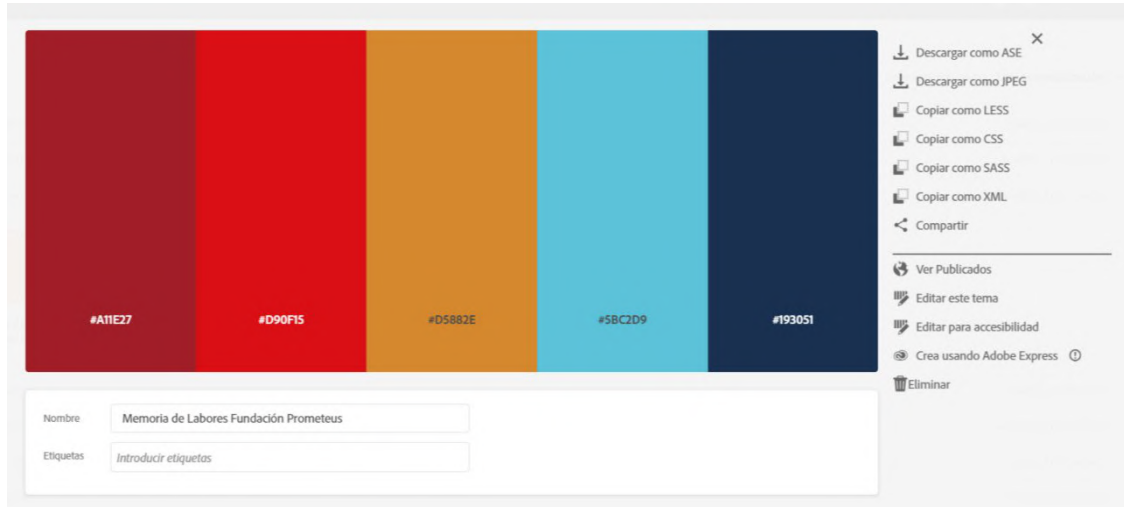 #A11E27
#D90F15
#D5882E
#5BC2D9
#193051
Nombre
Memoria de Labores Fundación Prometeus
Etiquetas
Introducir etiquetas
Descargar como ASE
Descargar como JPEG
Copiar como LESS
Copiar como CSS
Copiar como SASS
Copiar como XML
Compartir
Ver Publicados
Editar este tema
Editar para accesibilidad
Crea usando Adobe Express
Eliminar